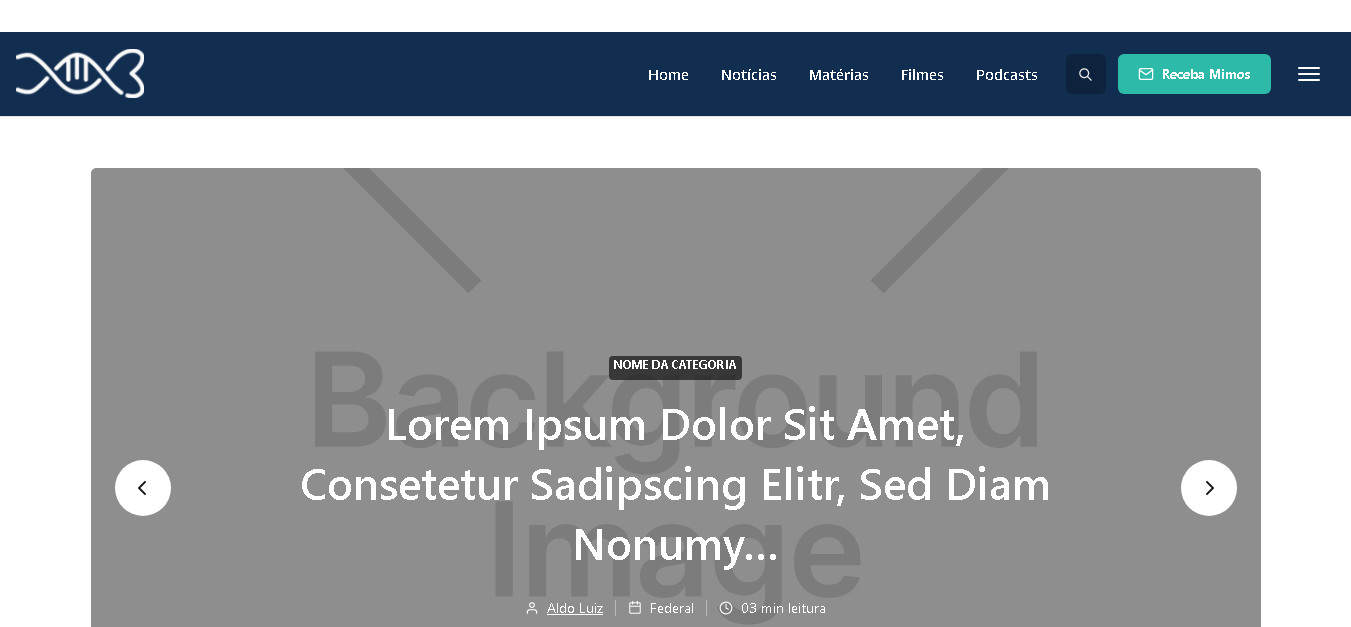 Home Notícias Matérias Filmes Podcasts Receba Mimos
Background
Image
NOME DA CATEGORIA
Lorem Ipsum Dolor Sit Amet,
Consetetur Sadipscing Elitr, Sed Diam
Nonumy...
Aldo Luiz Federal 03 min leitura